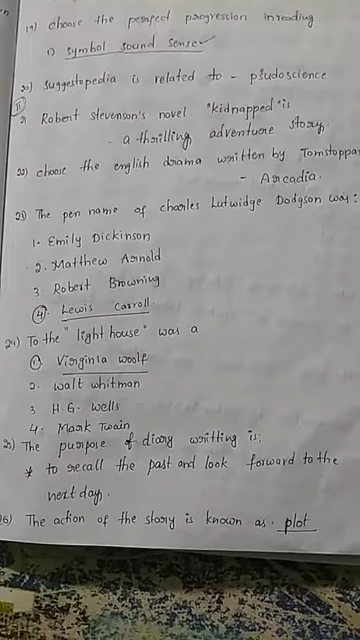 19) choose the perfect progression in reading.
1) symbol sound sense ✓
20) suggestopedia is related to - psudoscience
21 Robert stevenson's novel "kidnapped" is
- a thrilling adventure story.
22) choose the english drama written by Tomstoppar
- Arcadia.
23) The pen name of charles Lutwidge Dodgson was:
1. Emily Dickinson
2. Matthew Arnold
3. Robert Browning
4. Lewis Carroll.
24) To the "light house" was a
1. Virginia woolf
2. walt whitman
3 H.G. wells
4. Mark Twain
25) The purpose of diary writting is;
* to recall the past and look forward to the
next day.
26) The action of the story is known as. plot